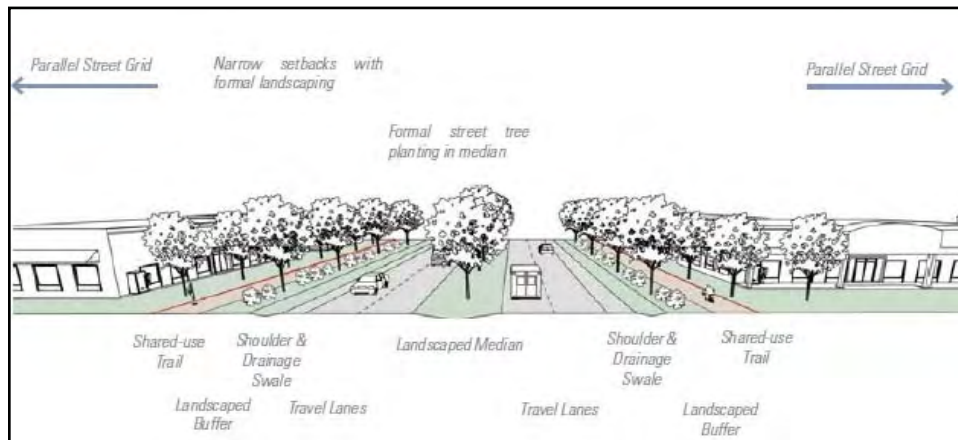 Parallel Street Grid
Narrow setbacks with
formal landscaping
Parallel Street Grid
Formal street tree
planting in median
Shared-use
Trail
Shoulder &
Drainage
Swale
Landscaped Median
Shoulder &
Drainage
Swale
Shared-use
Trail
Landscaped
Buffer
Travel Lanes
Travel Lanes
Landscaped
Buffer